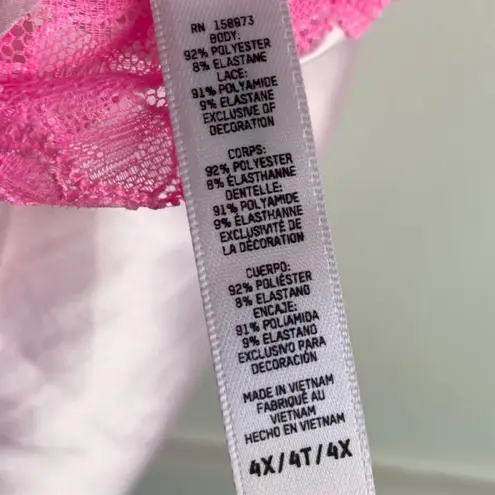 RN 158973
BODY:
92% POLYESTER
8% ELASTANE
LACE:
91% POLYAMIDE
9% ELASTANE
EXCLUSIVE OF
DECORATION
CORPS:
92% POLYESTER
8% ÉLASTHANNE
DENTELLE:
91% POLYAMIDE
9% ÉLASTHANNE
EXCLUSIVITÉ DE
LA DÉCORATION
CUERPO:
92% POLIÉSTER
8% ELASTANO
ENCAJE:
91% POLIAMIDA
9% ELASTANO
EXCLUSIVO PARA
DECORACIÓN
MADE IN VIETNAM
FABRIQUÉ AU
VIETNAM
HECHO EN VIETNAM
4X/4T/4X